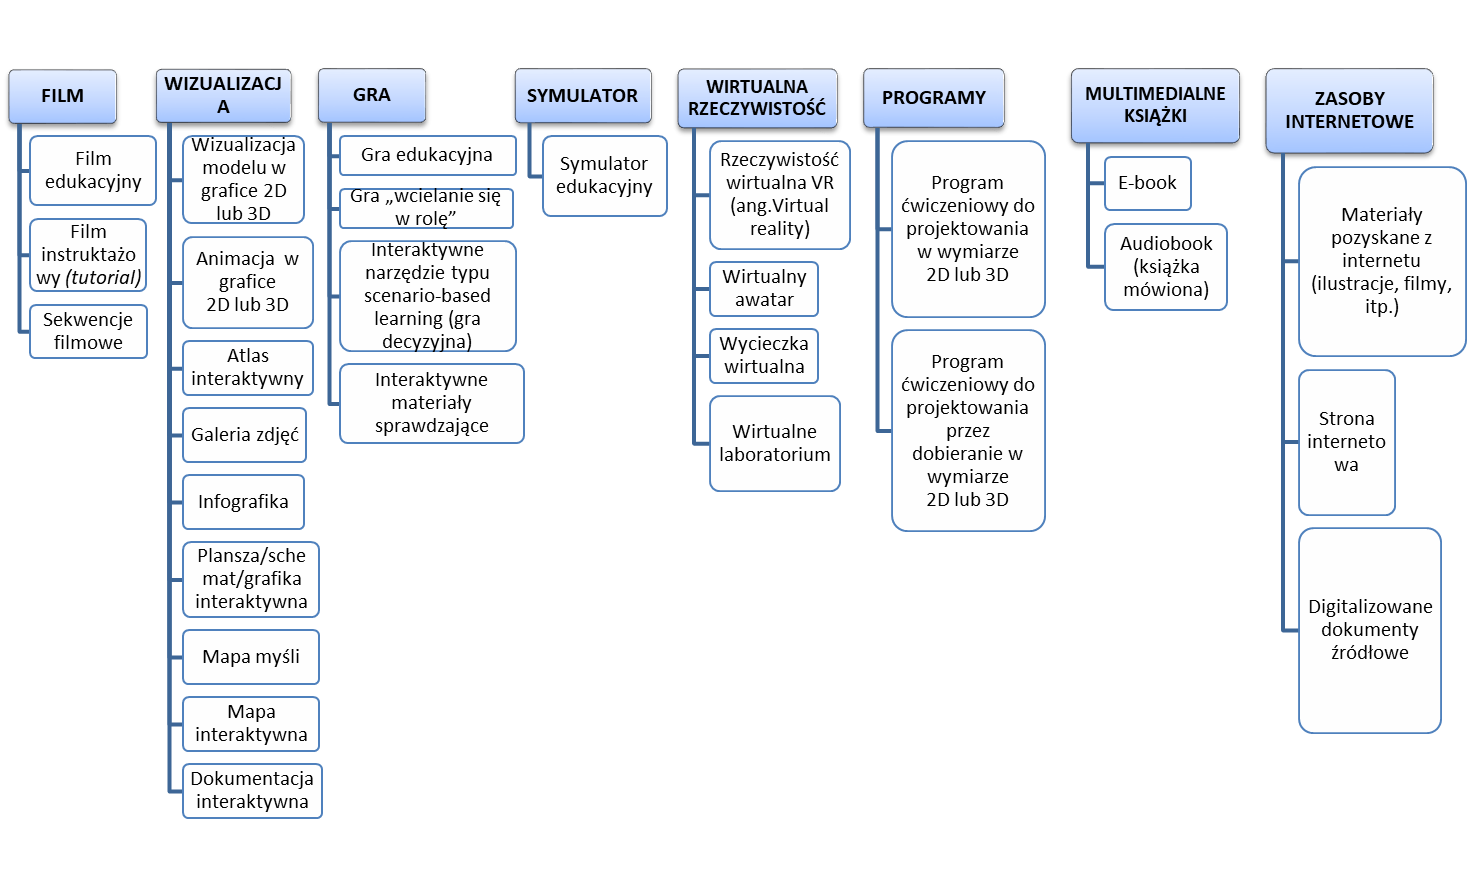 FILM
Film
edukacyjny
Film
instruktażo
wy (tutorial)
Sekwencje
filmowe
WIZUALIZACJ
A
Wizualizacja
modelu w
grafice 2D
lub 3D
Animacja w
grafice
2D lub 3D
Atlas
interaktywny
Galeria zdjęć
Infografika
Plansza/sche
mat/grafika
interaktywna
Mapa myśli
Mapa
interaktywna
Dokumentacja
interaktywna
GRA
Gra edukacyjna
Gra „wcielanie się
w rolę”
Interaktywne
narzędzie typu
scenario-based
learning (gra
decyzyjna)
Interaktywne
materiały
sprawdzające
SYMULATOR
Symulator
edukacyjny
WIRTUALNA
RZECZYWISTOŚĆ
Rzeczywistość
wirtualna VR
(ang.Virtual
reality)
Wirtualny
awatar
Wycieczka
wirtualna
Wirtualne
laboratorium
PROGRAMY
Program
ćwiczeniowy do
projektowania
w wymiarze
2D lub 3D
Program
ćwiczeniowy do
projektowania
przez
dobieranie w
wymiarze
2D lub 3D
MULTIMEDIALNE
KSIĄŻKI
E-book
Audiobook
(książka
mówiona)
ZASOBY
INTERNETOWE
Materiały
pozyskane z
internetu
(ilustracje, filmy,
itp.)
Strona
interneto
wa
Digitalizowane
dokumenty
źródłowe